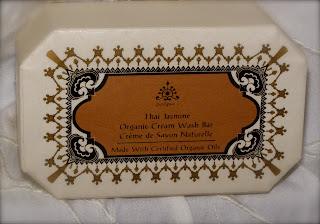 Thai Jasmine
Organic Cream Wash Bar
Crème de Savon Naturelle
Made With Certified Organic Oils